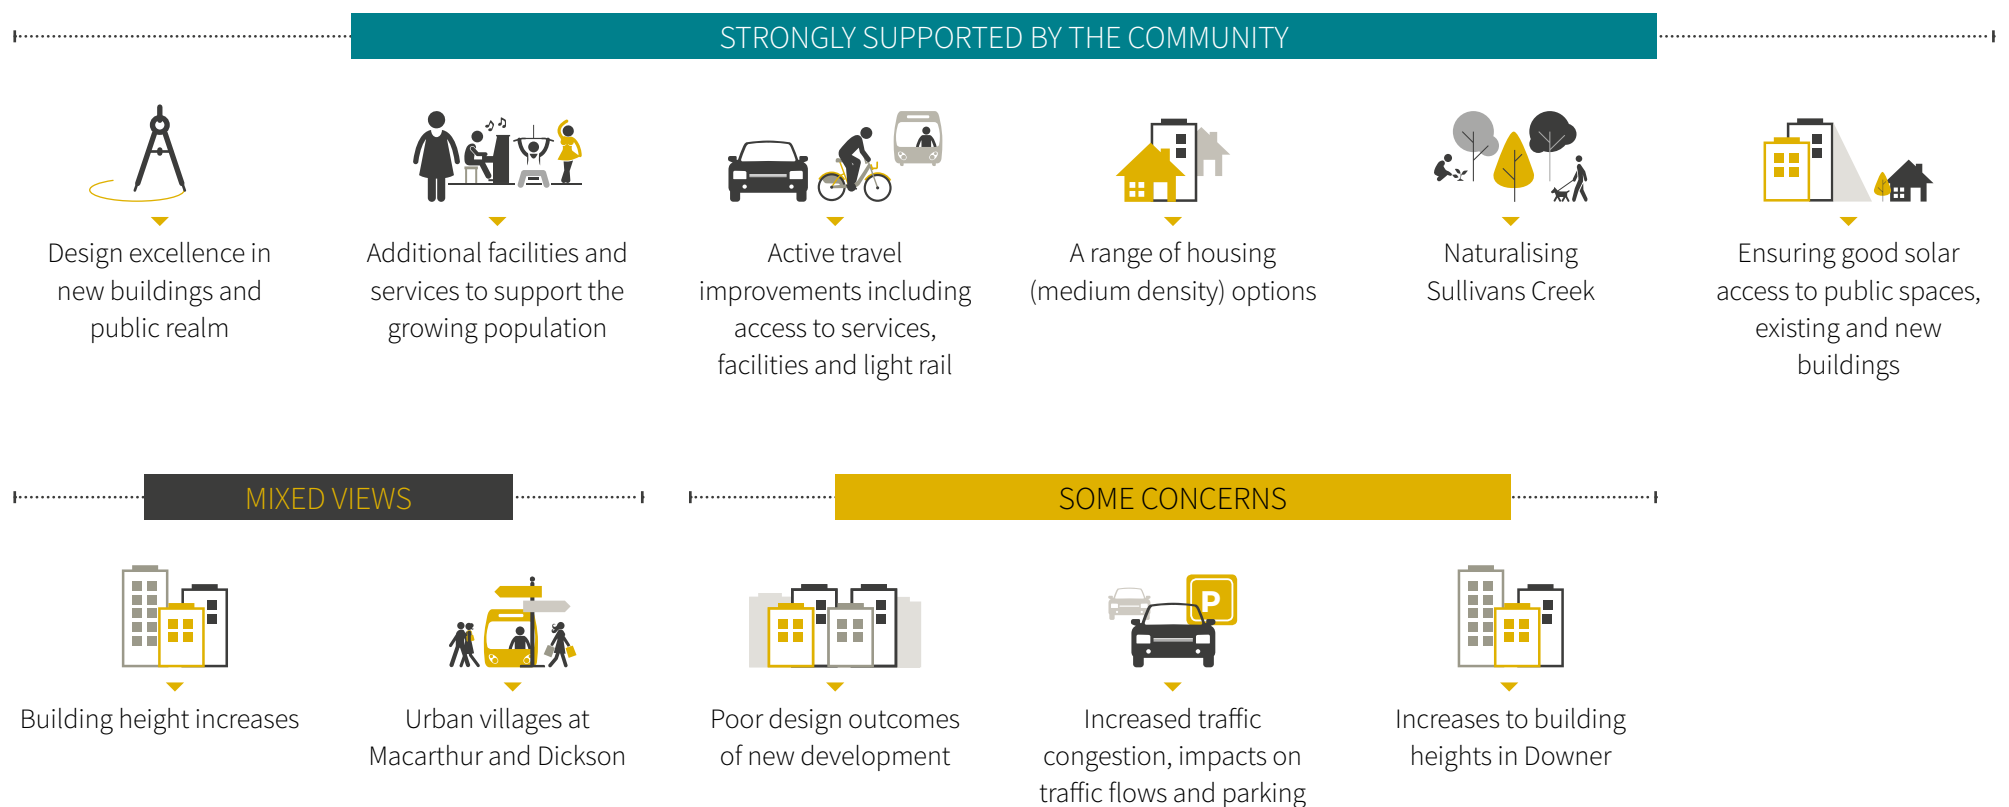 STRONGLY SUPPORTED BY THE COMMUNITY
Design excellence in
new buildings and
public realm
Additional facilities and
services to support the
growing population
Active travel
improvements including
access to services,
facilities and light rail
A range of housing
(medium density) options
Naturalising
Sullivans Creek
Ensuring good solar
access to public spaces,
existing and new
buildings
MIXED VIEWS
Building height increases
Urban villages at
Macarthur and Dickson
SOME CONCERNS
Poor design outcomes
of new development
P
Increased traffic
congestion, impacts on
traffic flows and parking
Increases to building
heights in Downer